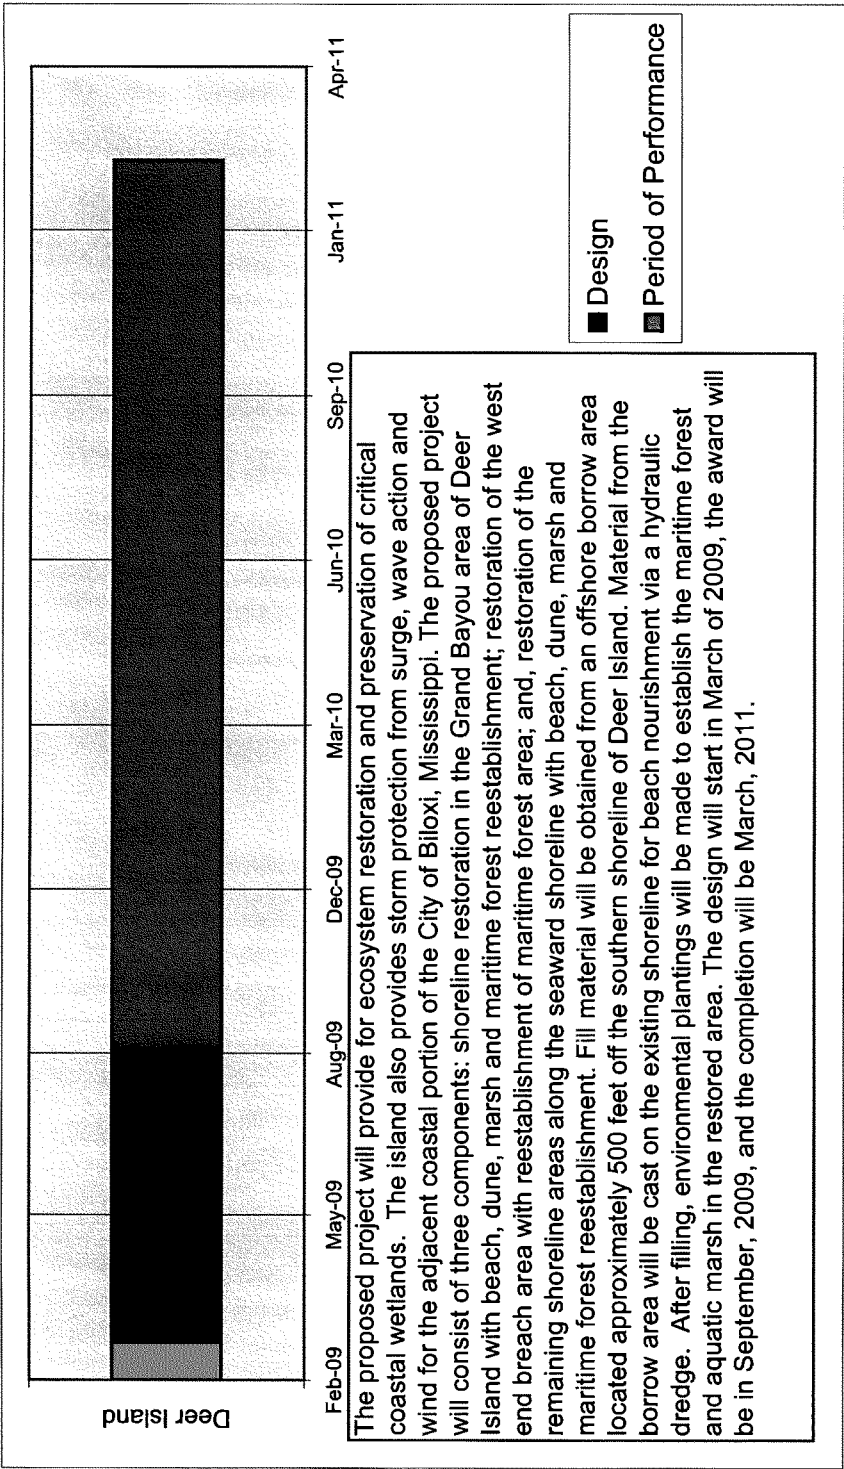 Deer Island
Feb-09 May-09 Aug-09 Dec-09 Mar-10 Jun-10 Sep-10 Jan-11 Apr-11
The proposed project will provide for ecosystem restoration and preservation of critical
coastal wetlands. The island also provides storm protection from surge, wave action and
wind for the adjacent coastal portion of the City of Biloxi, Mississippi. The proposed project
will consist of three components: shoreline restoration in the Grand Bayou area of Deer
Island with beach, dune, marsh and maritime forest reestablishment; restoration of the west
end breach area with reestablishment of maritime forest area; and, restoration of the
remaining shoreline areas along the seaward shoreline with beach, dune, marsh and
maritime forest reestablishment. Fill material will be obtained from an offshore borrow area
located approximately 500 feet off the southern shoreline of Deer Island. Material from the
borrow area will be cast on the existing shoreline for beach nourishment via a hydraulic
dredge. After filling, environmental plantings will be made to establish the maritime forest
and aquatic marsh in the restored area. The design will start in March of 2009, the award will
be in September, 2009, and the completion will be March, 2011.
Design
Period of Performance